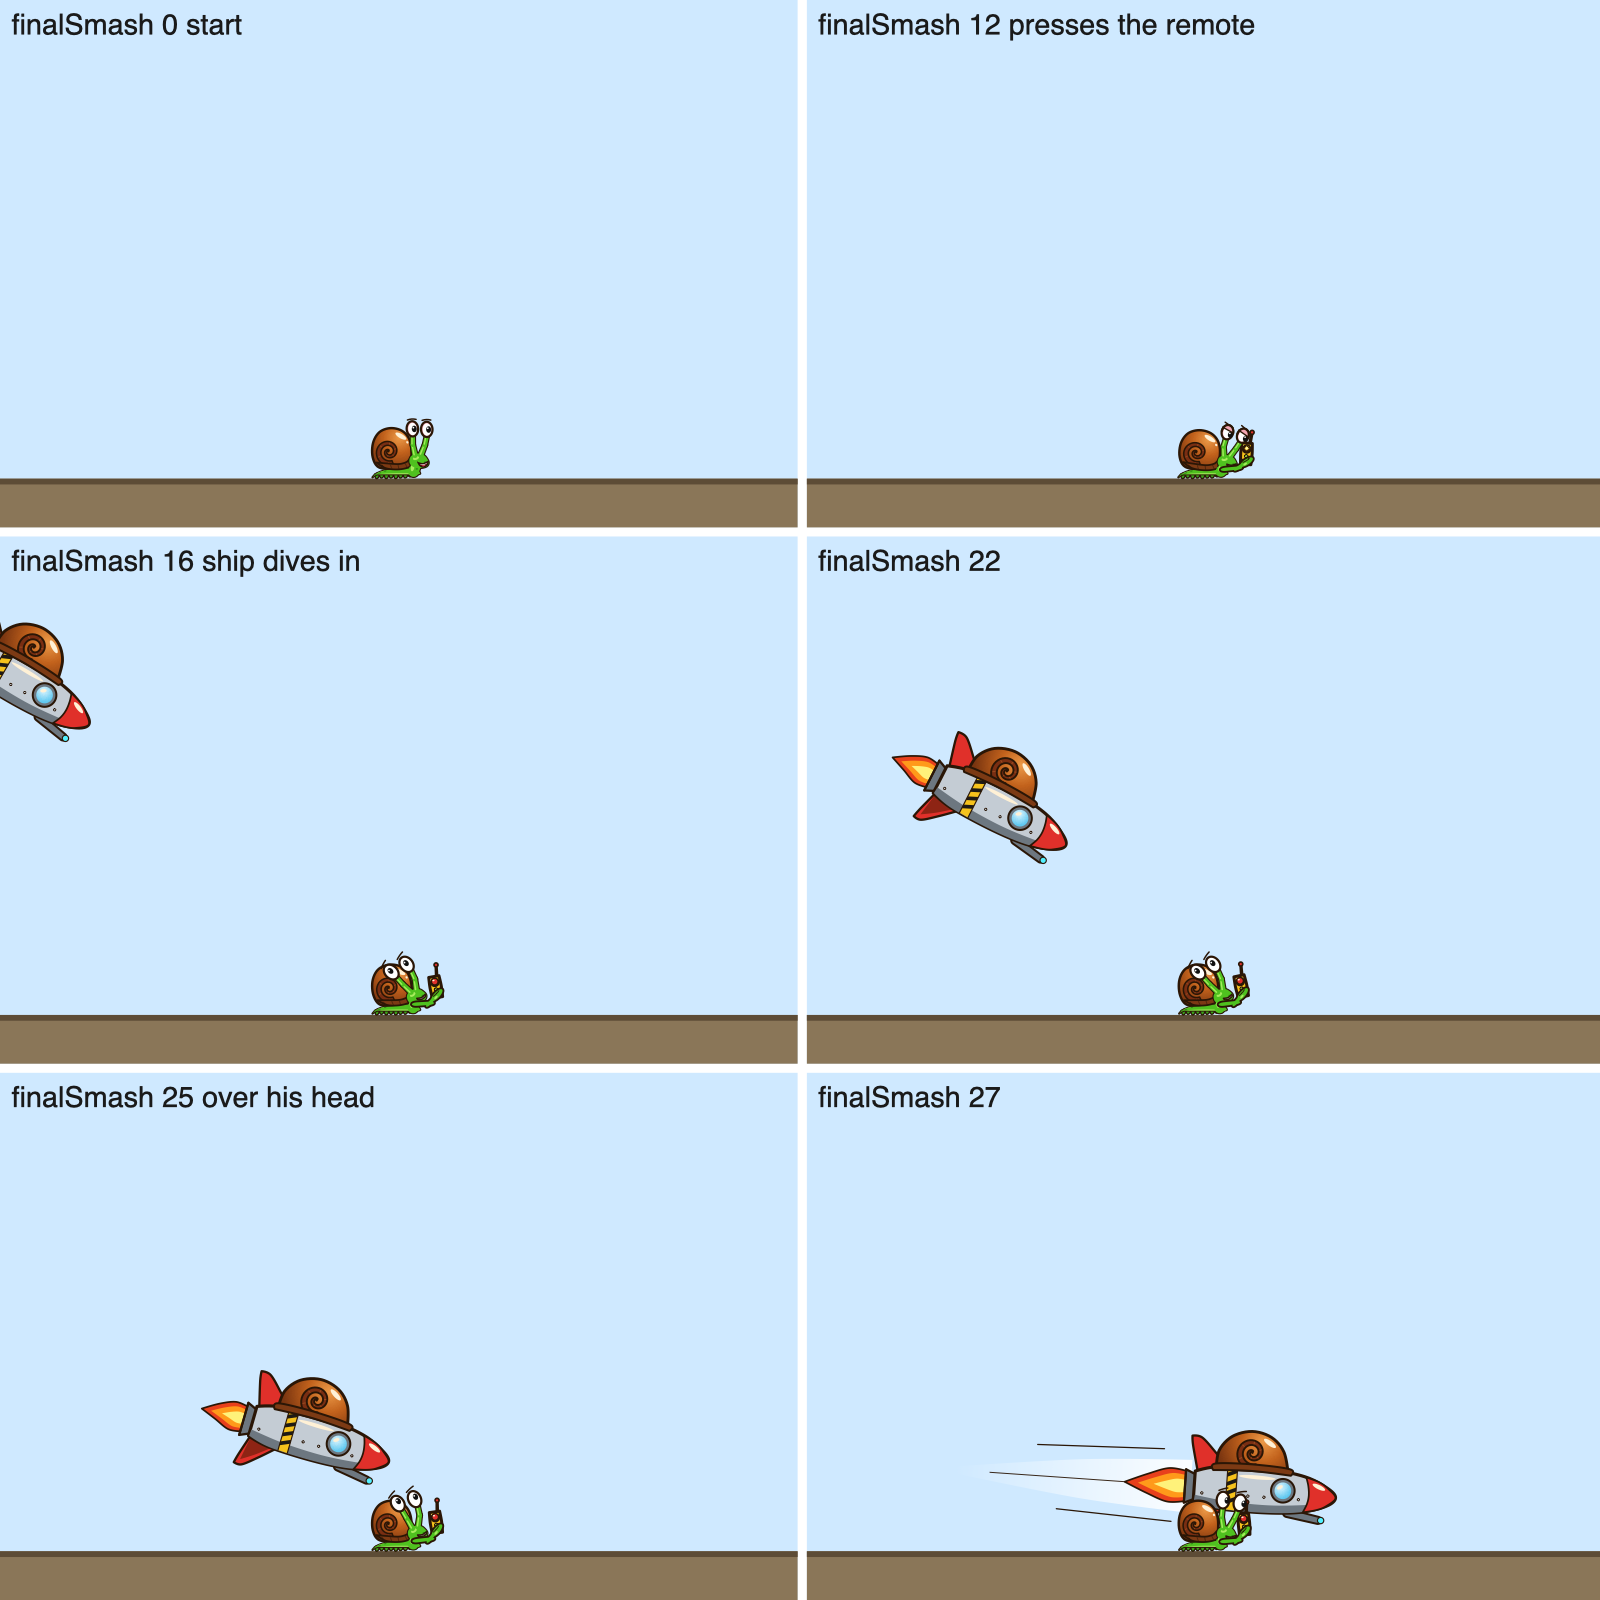 finalSmash 0 start
finalSmash 12 presses the remote
finalSmash 16 ship dives in
finalSmash 22
finalSmash 25 over his head
finalSmash 27